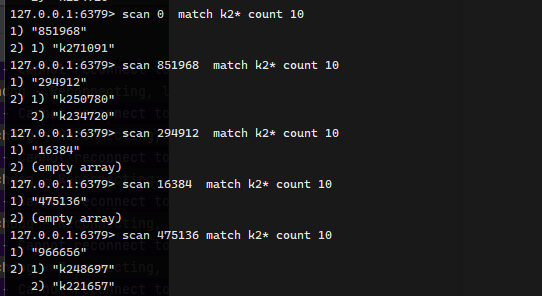 127.0.0.1:6379> scan 0  match k2* count 10
1) "851968"
2) 1) "k271091"
127.0.0.1:6379> scan 851968  match k2* count 10
1) "294912"
2) 1) "k250780"
   2) "k234720"
127.0.0.1:6379> scan 294912  match k2* count 10
1) "16384"
2) (empty array)
127.0.0.1:6379> scan 16384  match k2* count 10
1) "475136"
2) (empty array)
127.0.0.1:6379> scan 475136 match k2* count 10
1) "966656"
2) 1) "k248697"
   2) "k221657"